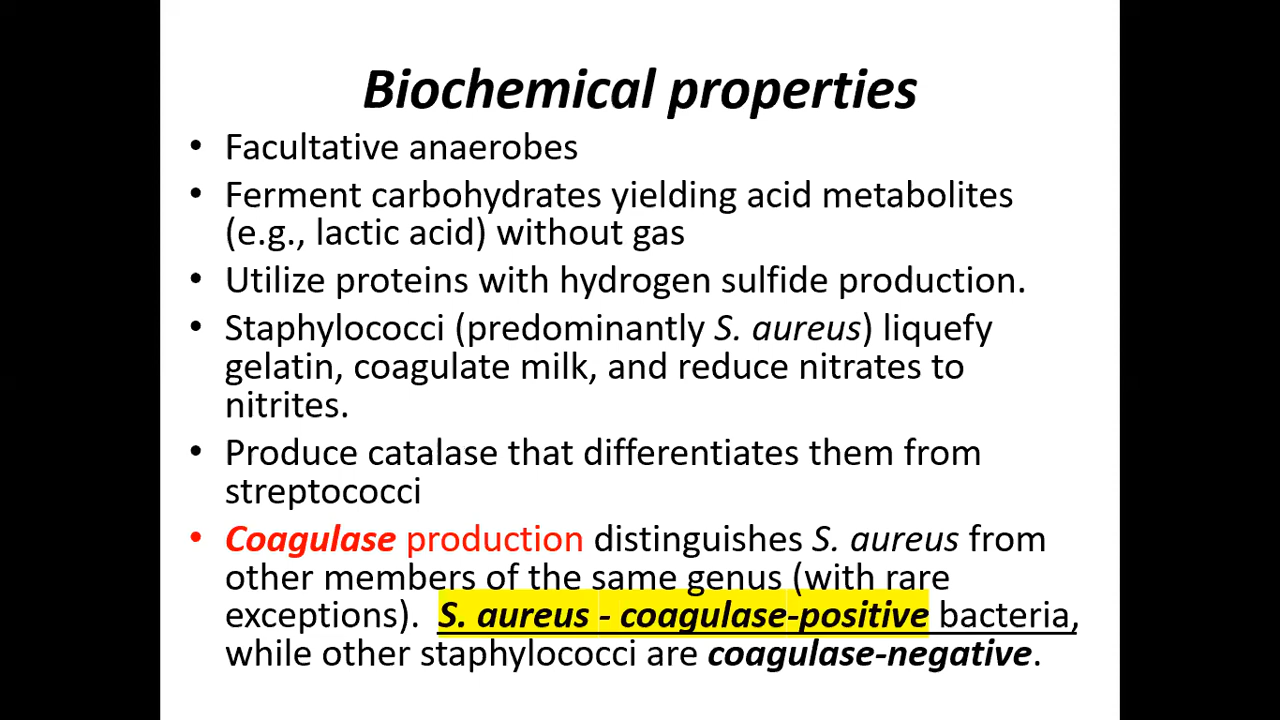 Biochemical properties
• Facultative anaerobes
• Ferment carbohydrates yielding acid metabolites
(e.g., lactic acid) without gas
• Utilize proteins with hydrogen sulfide production.
• Staphylococci (predominantly S. aureus) liquefy
gelatin, coagulate milk, and reduce nitrates to
nitrites.
• Produce catalase that differentiates them from
streptococci
• Coagulase production distinguishes S. aureus from
other members of the same genus (with rare
exceptions). S. aureus - coagulase-positive bacteria,
while other staphylococci are coagulase-negative.